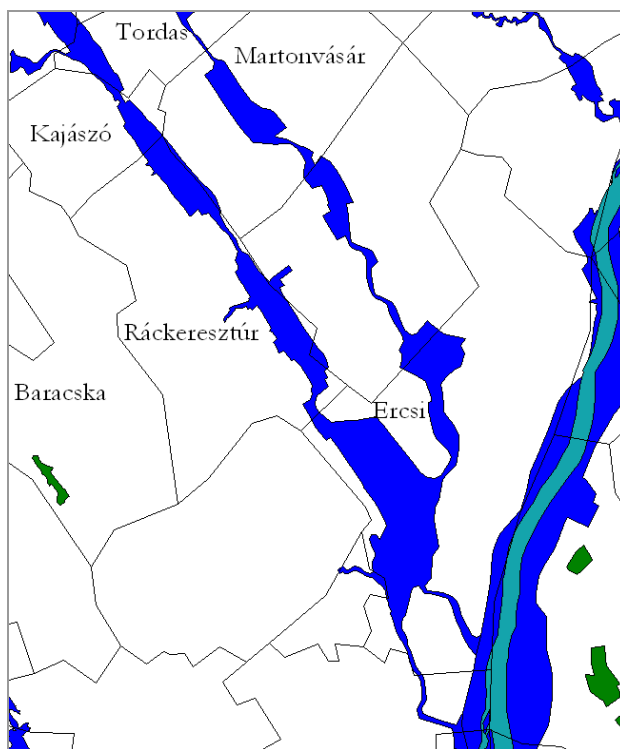 Tordas
Martonvásár
Kajászó
Ráckeresztúr
Baracska
Ercsi